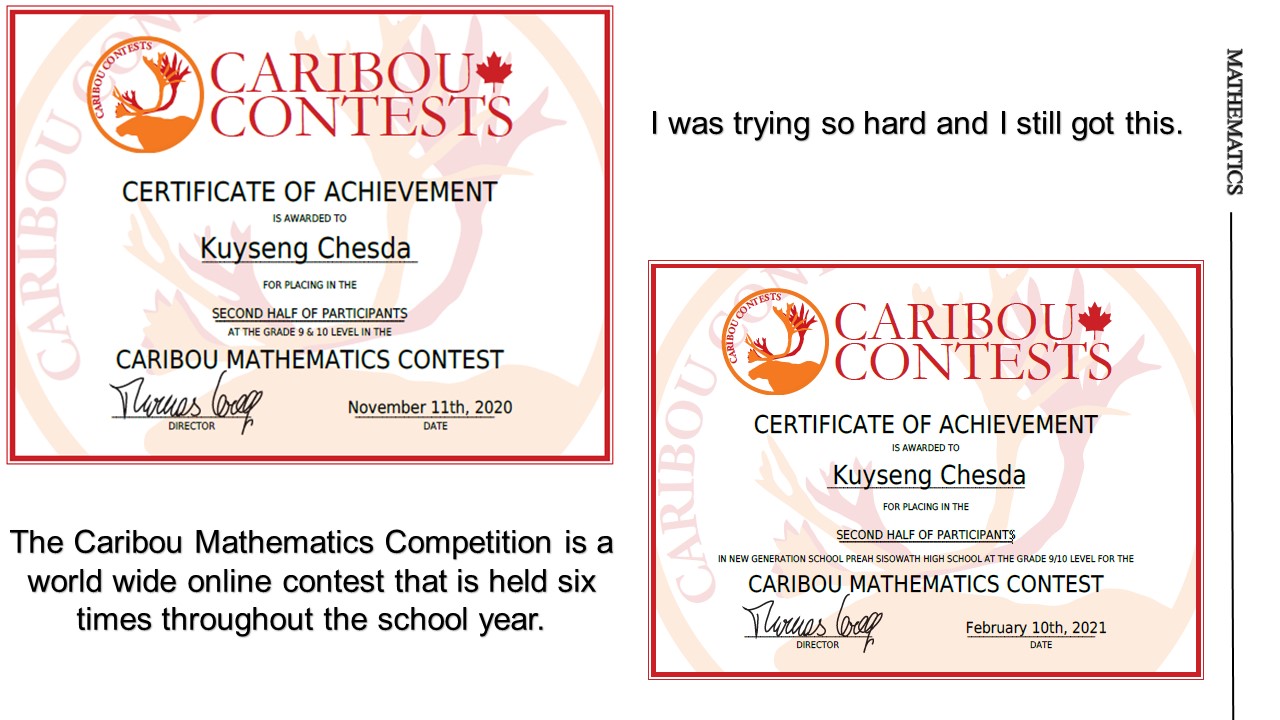 CARIBOU CONTESTS
CARIBOU
CONTESTS
CERTIFICATE OF ACHIEVEMENT
IS AWARDED TO
Kuyseng Chesda
FOR PLACING IN THE
SECOND HALF OF PARTICIPANTS
AT THE GRADE 9 & 10 LEVEL IN THE
CARIBOU MATHEMATICS CONTEST
November 11th, 2020
DIRECTOR DATE
The Caribou Mathematics Competition is a
world wide online contest that is held six
times throughout the school year.
I was trying so hard and I still got this.
CARIBOU CONTESTS
CARIBOU
CONTESTS
CERTIFICATE OF ACHIEVEMENT
IS AWARDED TO
Kuyseng Chesda
FOR PLACING IN THE
SECOND HALF OF PARTICIPANTS
IN NEW GENERATION SCHOOL PREAH SISOWATH HIGH SCHOOL AT THE GRADE 9/10 LEVEL FOR THE
CARIBOU MATHEMATICS CONTEST
February 10th, 2021
DIRECTOR DATE
MATHEMATICS